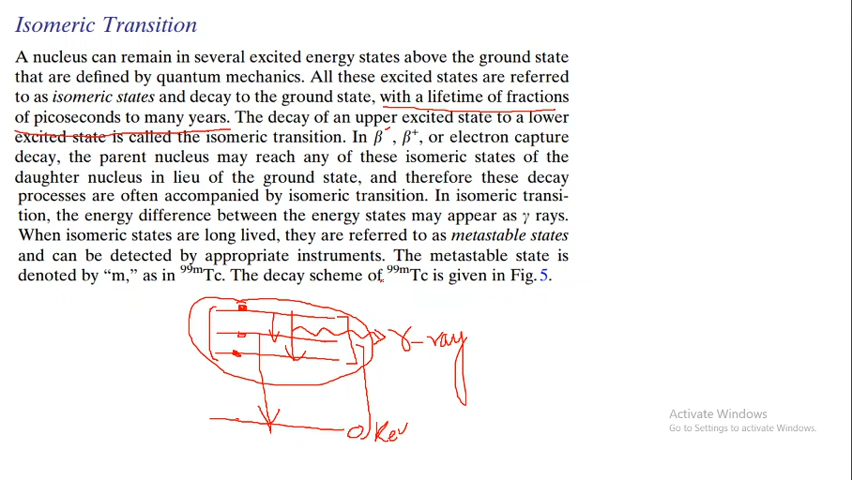 Isomeric Transition
A nucleus can remain in several excited energy states above the ground state
that are defined by quantum mechanics. All these excited states are referred
to as isomeric states and decay to the ground state, with a lifetime of fractions
of picoseconds to many years. The decay of an upper excited state to a lower
excited state is called the isomeric transition. In β⁻, β⁺, or electron capture
decay, the parent nucleus may reach any of these isomeric states of the
daughter nucleus in lieu of the ground state, and therefore these decay
processes are often accompanied by isomeric transition. In isomeric transi-
tion, the energy difference between the energy states may appear as γ rays.
When isomeric states are long lived, they are referred to as metastable states
and can be detected by appropriate instruments. The metastable state is
denoted by “m,” as in ⁹⁹ᵐTc. The decay scheme of ⁹⁹ᵐTc is given in Fig. 5.
γ-ray
0 Kev
Activate Windows
Go to Settings to activate Windows.